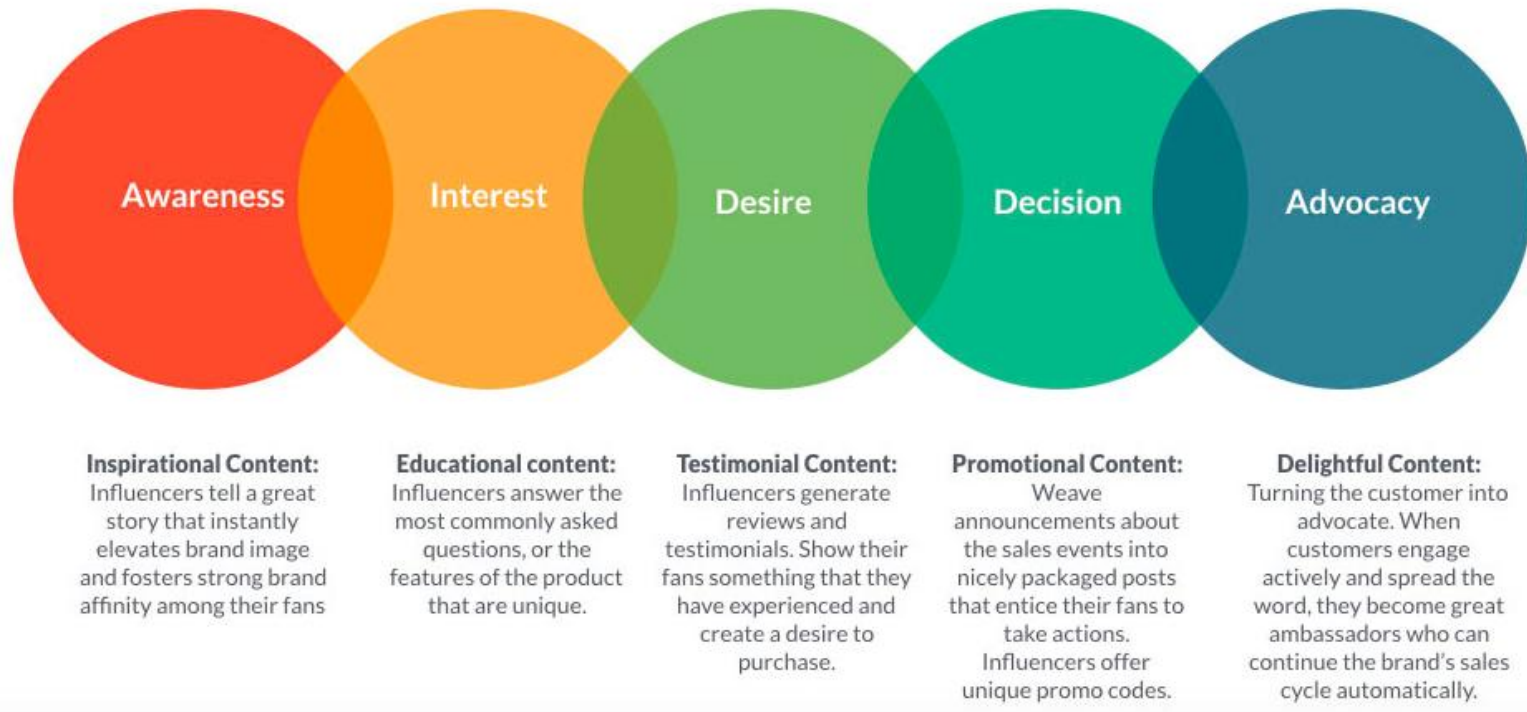 Awareness
Interest
Desire
Decision
Advocacy
Inspirational Content:
Influencers tell a great
story that instantly
elevates brand image
and fosters strong brand
affinity among their fans
Educational content:
Influencers answer the
most commonly asked
questions, or the
features of the product
that are unique.
Testimonial Content:
Influencers generate
reviews and
testimonials. Show their
fans something that they
have experienced and
create a desire to
purchase.
Promotional Content:
Weave
announcements about
the sales events into
nicely packaged posts
that entice their fans to
take actions.
Influencers offer
unique promo codes.
Delightful Content:
Turning the customer into
advocate. When
customers engage
actively and spread the
word, they become great
ambassadors who can
continue the brand's sales
cycle automatically.